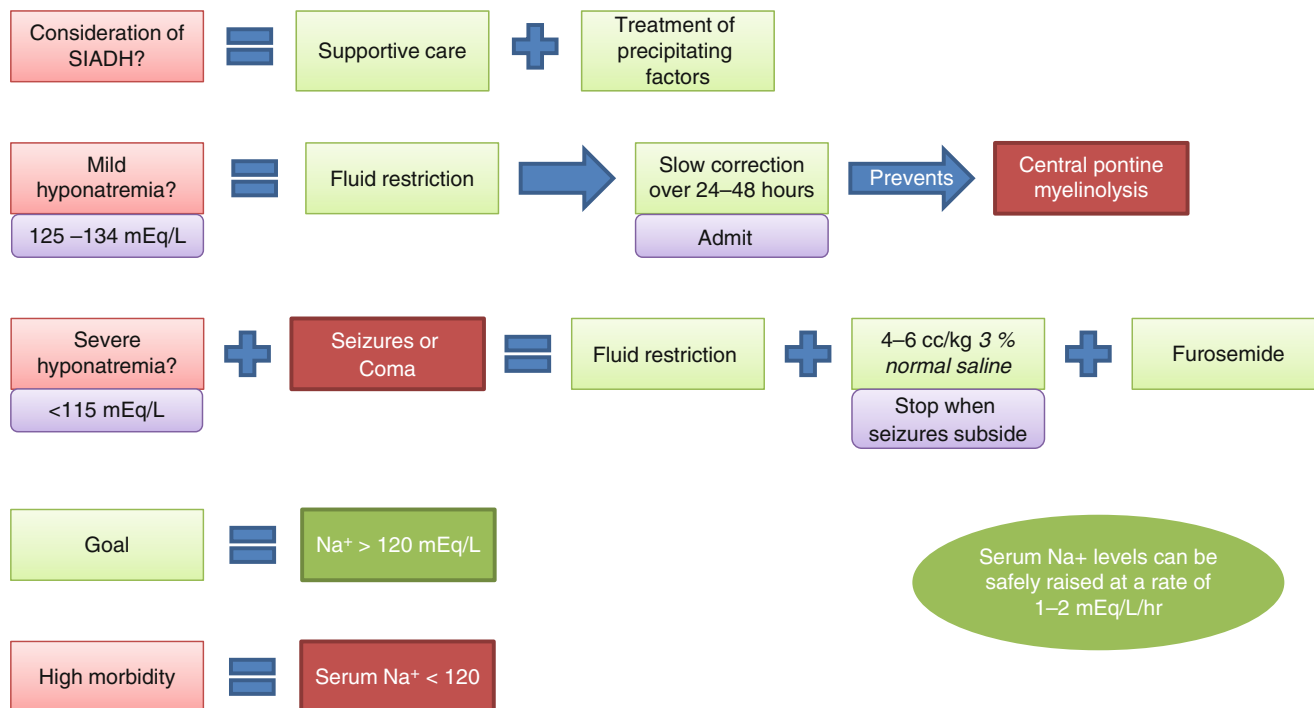 Consideration of
SIADH?
Supportive care
Treatment of
precipitating
factors
Mild
hyponatremia?
125 –134 mEq/L
Fluid restriction
Slow correction
over 24–48 hours
Admit
Prevents
Central pontine
myelinolysis
Severe
hyponatremia?
<115 mEq/L
Seizures or
Coma
Fluid restriction
4–6 cc/kg 3 %
normal saline
Stop when
seizures subside
Furosemide
Goal
Na⁺ > 120 mEq/L
Serum Na+ levels can be
safely raised at a rate of
1–2 mEq/L/hr
High morbidity
Serum Na⁺ < 120